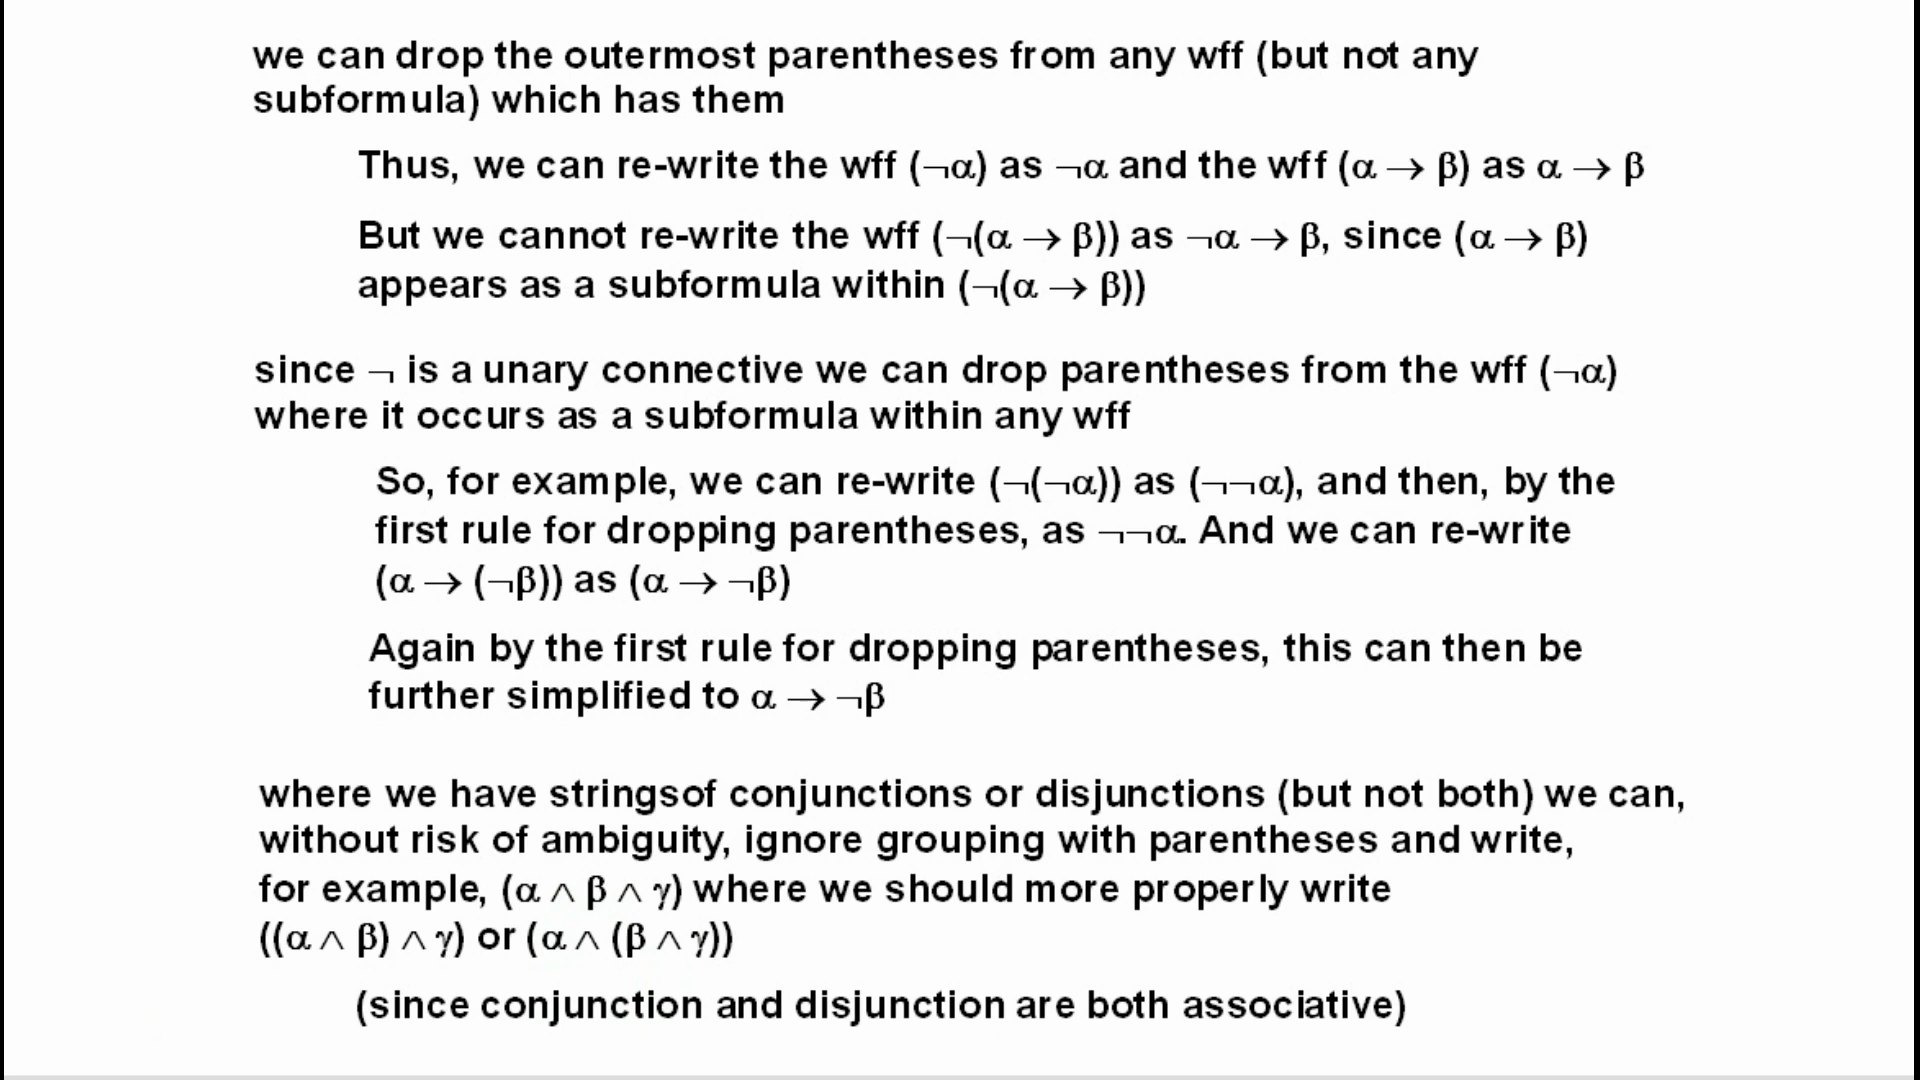 we can drop the outermost parentheses from any wff (but not any
subformula) which has them
Thus, we can re-write the wff (¬α) as ¬α and the wff (α → β) as α → β
But we cannot re-write the wff (¬(α → β)) as ¬α → β, since (α → β)
appears as a subformula within (¬(α → β))
since ¬ is a unary connective we can drop parentheses from the wff (¬α)
where it occurs as a subformula within any wff
So, for example, we can re-write (¬(¬α)) as (¬¬α), and then, by the
first rule for dropping parentheses, as ¬¬α. And we can re-write
(α → (¬β)) as (α → ¬β)
Again by the first rule for dropping parentheses, this can then be
further simplified to α → ¬β
where we have stringsof conjunctions or disjunctions (but not both) we can,
without risk of ambiguity, ignore grouping with parentheses and write,
for example, (α ∧ β ∧ γ) where we should more properly write
((α ∧ β) ∧ γ) or (α ∧ (β ∧ γ))
(since conjunction and disjunction are both associative)